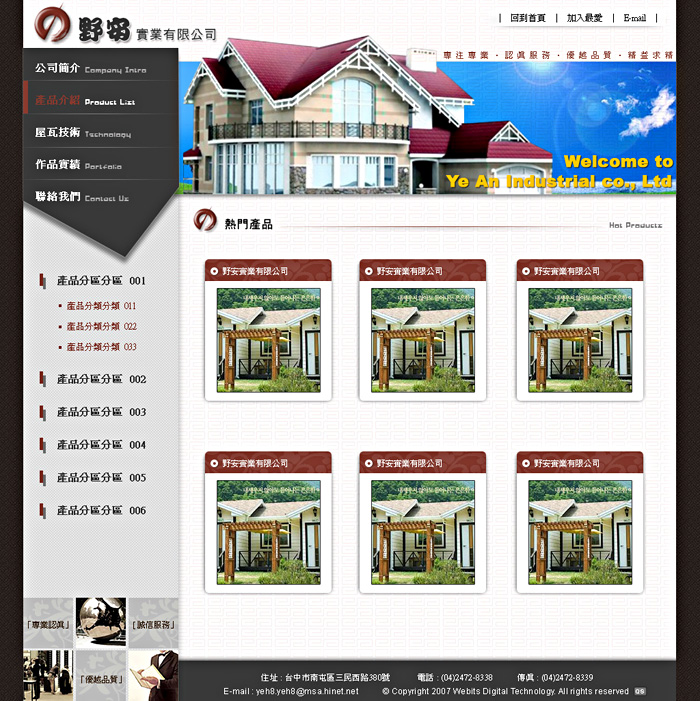 野安 實業有限公司
| 回到首頁 | 加入最愛 | E-mail |
專注專業・認真服務・優越品質・精益求精
公司簡介 Company Intro
產品介紹 Product List
屋瓦技術 Technology
作品實績 Portfolio
聯絡我們 Contact Us
Welcome to
Ye An Industrial co., Ltd
熱門產品 Hot Products
產品分區分區 001
產品分類分類 011
產品分類分類 022
產品分類分類 033
產品分區分區 002
產品分區分區 003
產品分區分區 004
產品分區分區 005
產品分區分區 006
野安實業有限公司
野安實業有限公司
野安實業有限公司
野安實業有限公司
野安實業有限公司
野安實業有限公司
「專業認真」
[誠信服務」
「優越品質」
住址 : 台中市南屯區三民西路380號 電話 : (04)2472-8338 傳真 : (04)2472-8339
E-mail : yeh8.yeh8@msa.hinet.net © Copyright 2007 Webits Digital Technology. All rights reserved